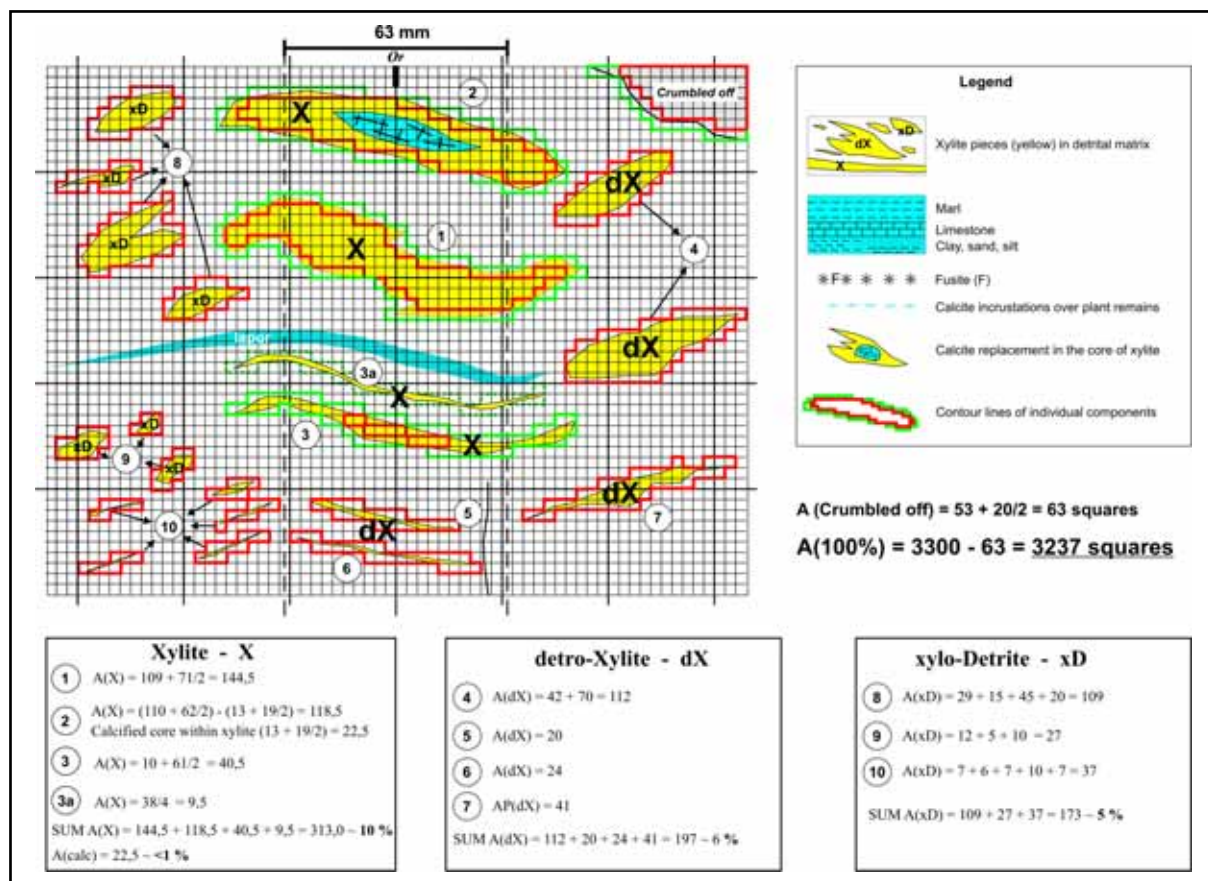 63 mm
Or
2
X
Crumbled off
xD
8
xD
dX
1
4
X
xD
xD
lapor
dX
3a
X
xD
3
xD
X
9
xD
dX
5
7
10
dX
6
Legend
xD
dX
X
Xylite pieces (yellow) in detrital matrix
Marl
Limestone
Clay, sand, silt
✳F✳ ✳ ✳ ✳ Fusite (F)
Calcite incrustations over plant remains
Calcite replacement in the core of xylite
Contour lines of individual components
A (Crumbled off) = 53 + 20/2 = 63 squares
A(100%) = 3300 - 63 = 3237 squares
Xylite - X
1 A(X) = 109 + 71/2 = 144,5
2 A(X) = (110 + 62/2) - (13 + 19/2) = 118,5
Calcified core within xylite (13 + 19/2) = 22,5
3 A(X) = 10 + 61/2 = 40,5
3a A(X) = 38/4 = 9,5
SUM A(X) = 144,5 + 118,5 + 40,5 + 9,5 = 313,0 ~ 10 %
A(calc) = 22,5 ~ <1 %
detro-Xylite - dX
4 A(dX) = 42 + 70 = 112
5 A(dX) = 20
6 A(dX) = 24
7 AP(dX) = 41
SUM A(dX) = 112 + 20 + 24 + 41 = 197 ~ 6 %
xylo-Detrite - xD
8 A(xD) = 29 + 15 + 45 + 20 = 109
9 A(xD) = 12 + 5 + 10 = 27
10 A(xD) = 7 + 6 + 7 + 10 + 7 = 37
SUM A(xD) = 109 + 27 + 37 = 173 ~ 5 %